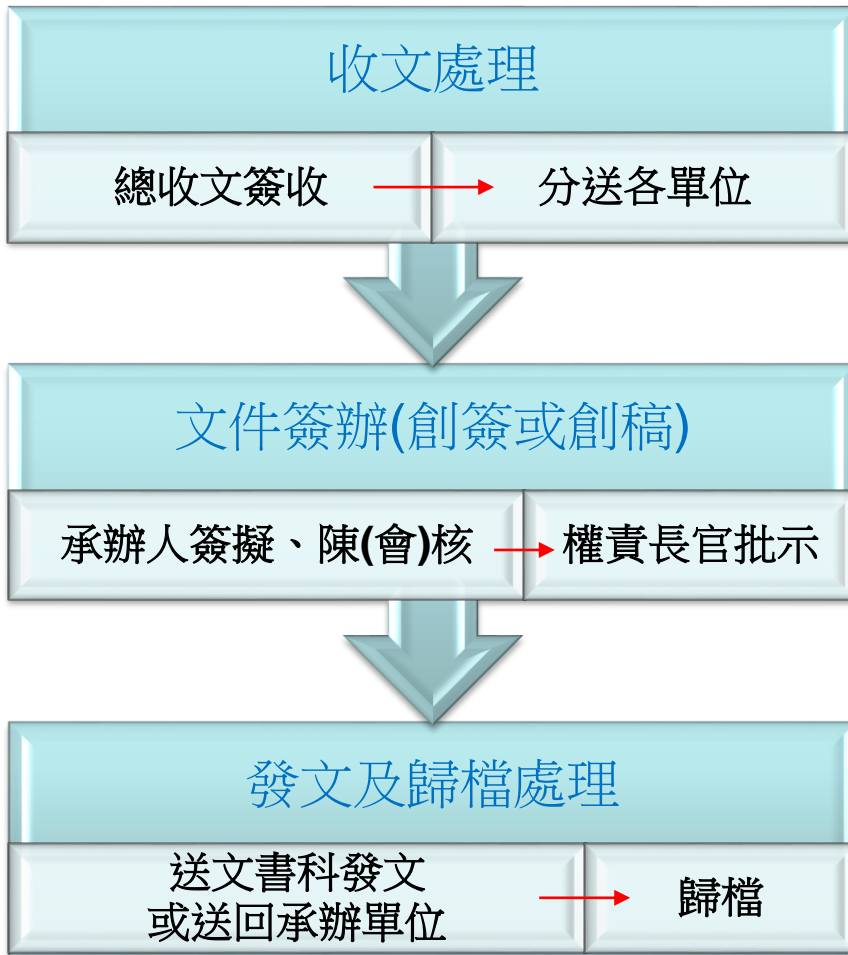 收文處理
總收文簽收
分送各單位
文件簽辦(創簽或創稿)
承辦人簽擬、陳(會)核
權責長官批示
發文及歸檔處理
送文書科發文
或送回承辦單位
歸檔